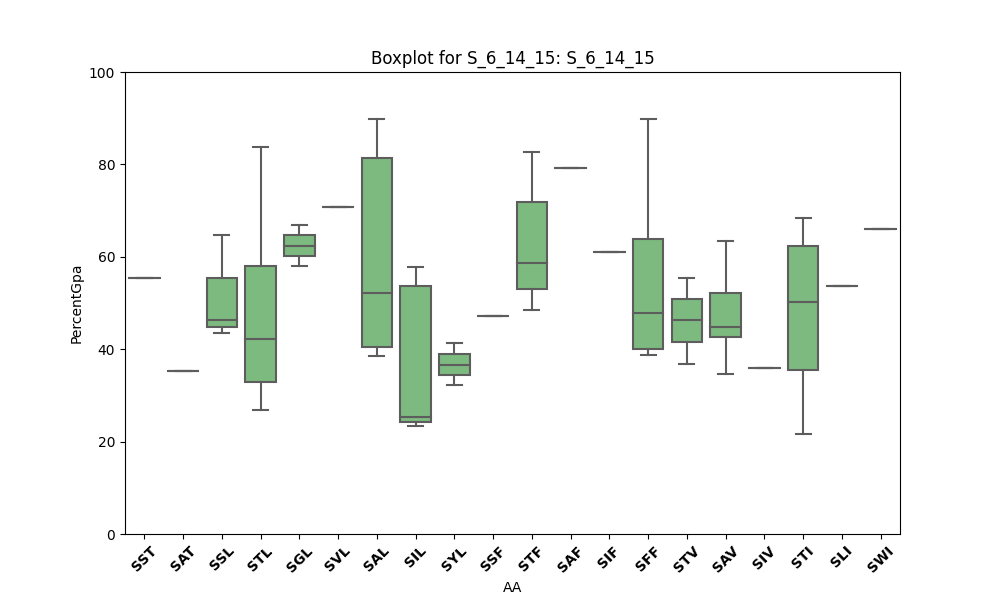 Boxplot for S_6_14_15: S_6_14_15
100
80
60
40
20
0
PercentGpa
SST SAT SSL STL SGL SVL SAL SIL SYL SSF STF SAF SIF SFF STV SAV SIV STI SLI SWI
AA